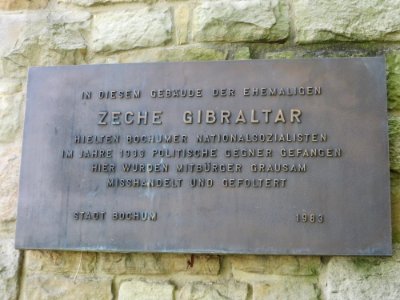 IN DIESEM GEBÄUDE DER EHEMALIGEN
ZECHE GIBRALTAR
HIELTEN BOCHUMER NATIONALSOZIALISTEN
IM JAHRE 1933 POLITISCHE GEGNER GEFANGEN
HIER WURDEN MITBÜRGER GRAUSAM
MISSHANDELT UND GEFOLTERT
STADT BOCHUM 1983